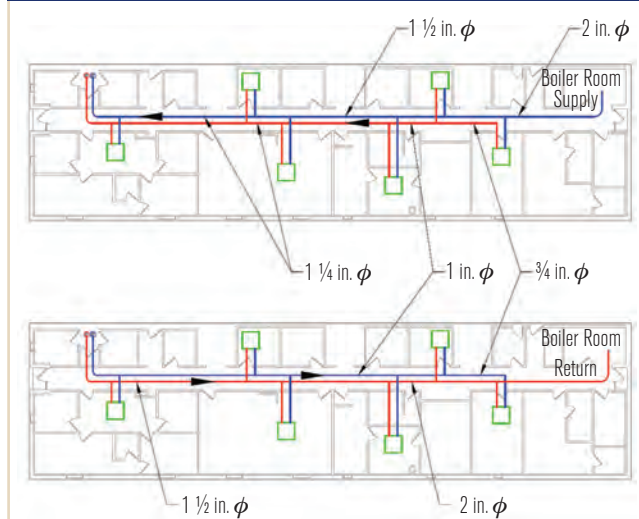 1 ½ in. ϕ
2 in. ϕ
Boiler Room
Supply
1 ¼ in. ϕ
1 in. ϕ
¾ in. ϕ
Boiler Room
Return
1 ½ in. ϕ
2 in. ϕ